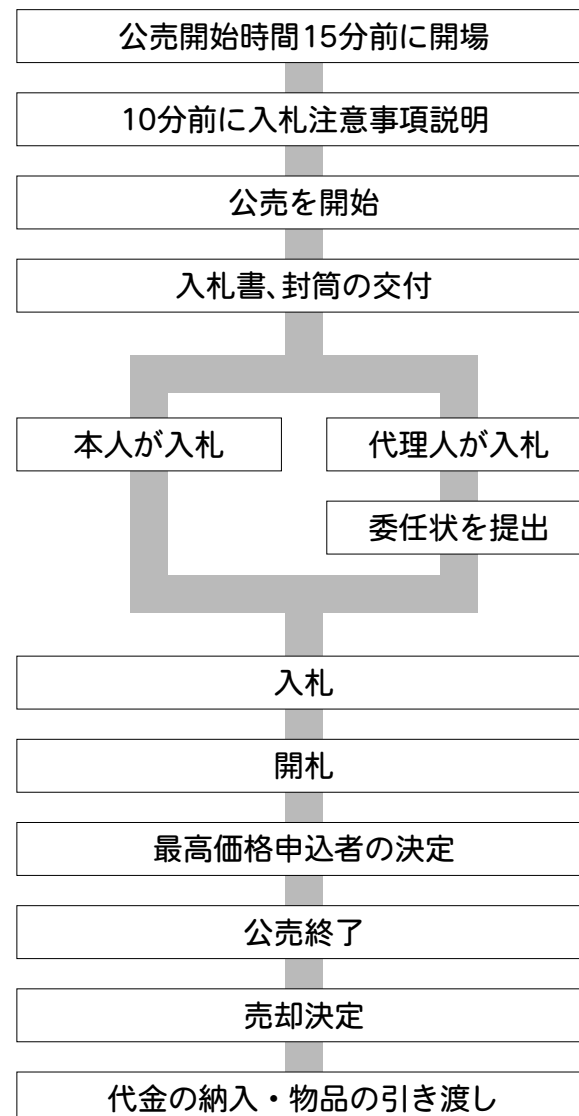 公売開始時間15分前に開場
10分前に入札注意事項説明
公売を開始
入札書、封筒の交付
本人が入札
代理人が入札
委任状を提出
入札
開札
最高価格申込者の決定
公売終了
売却決定
代金の納入・物品の引き渡し